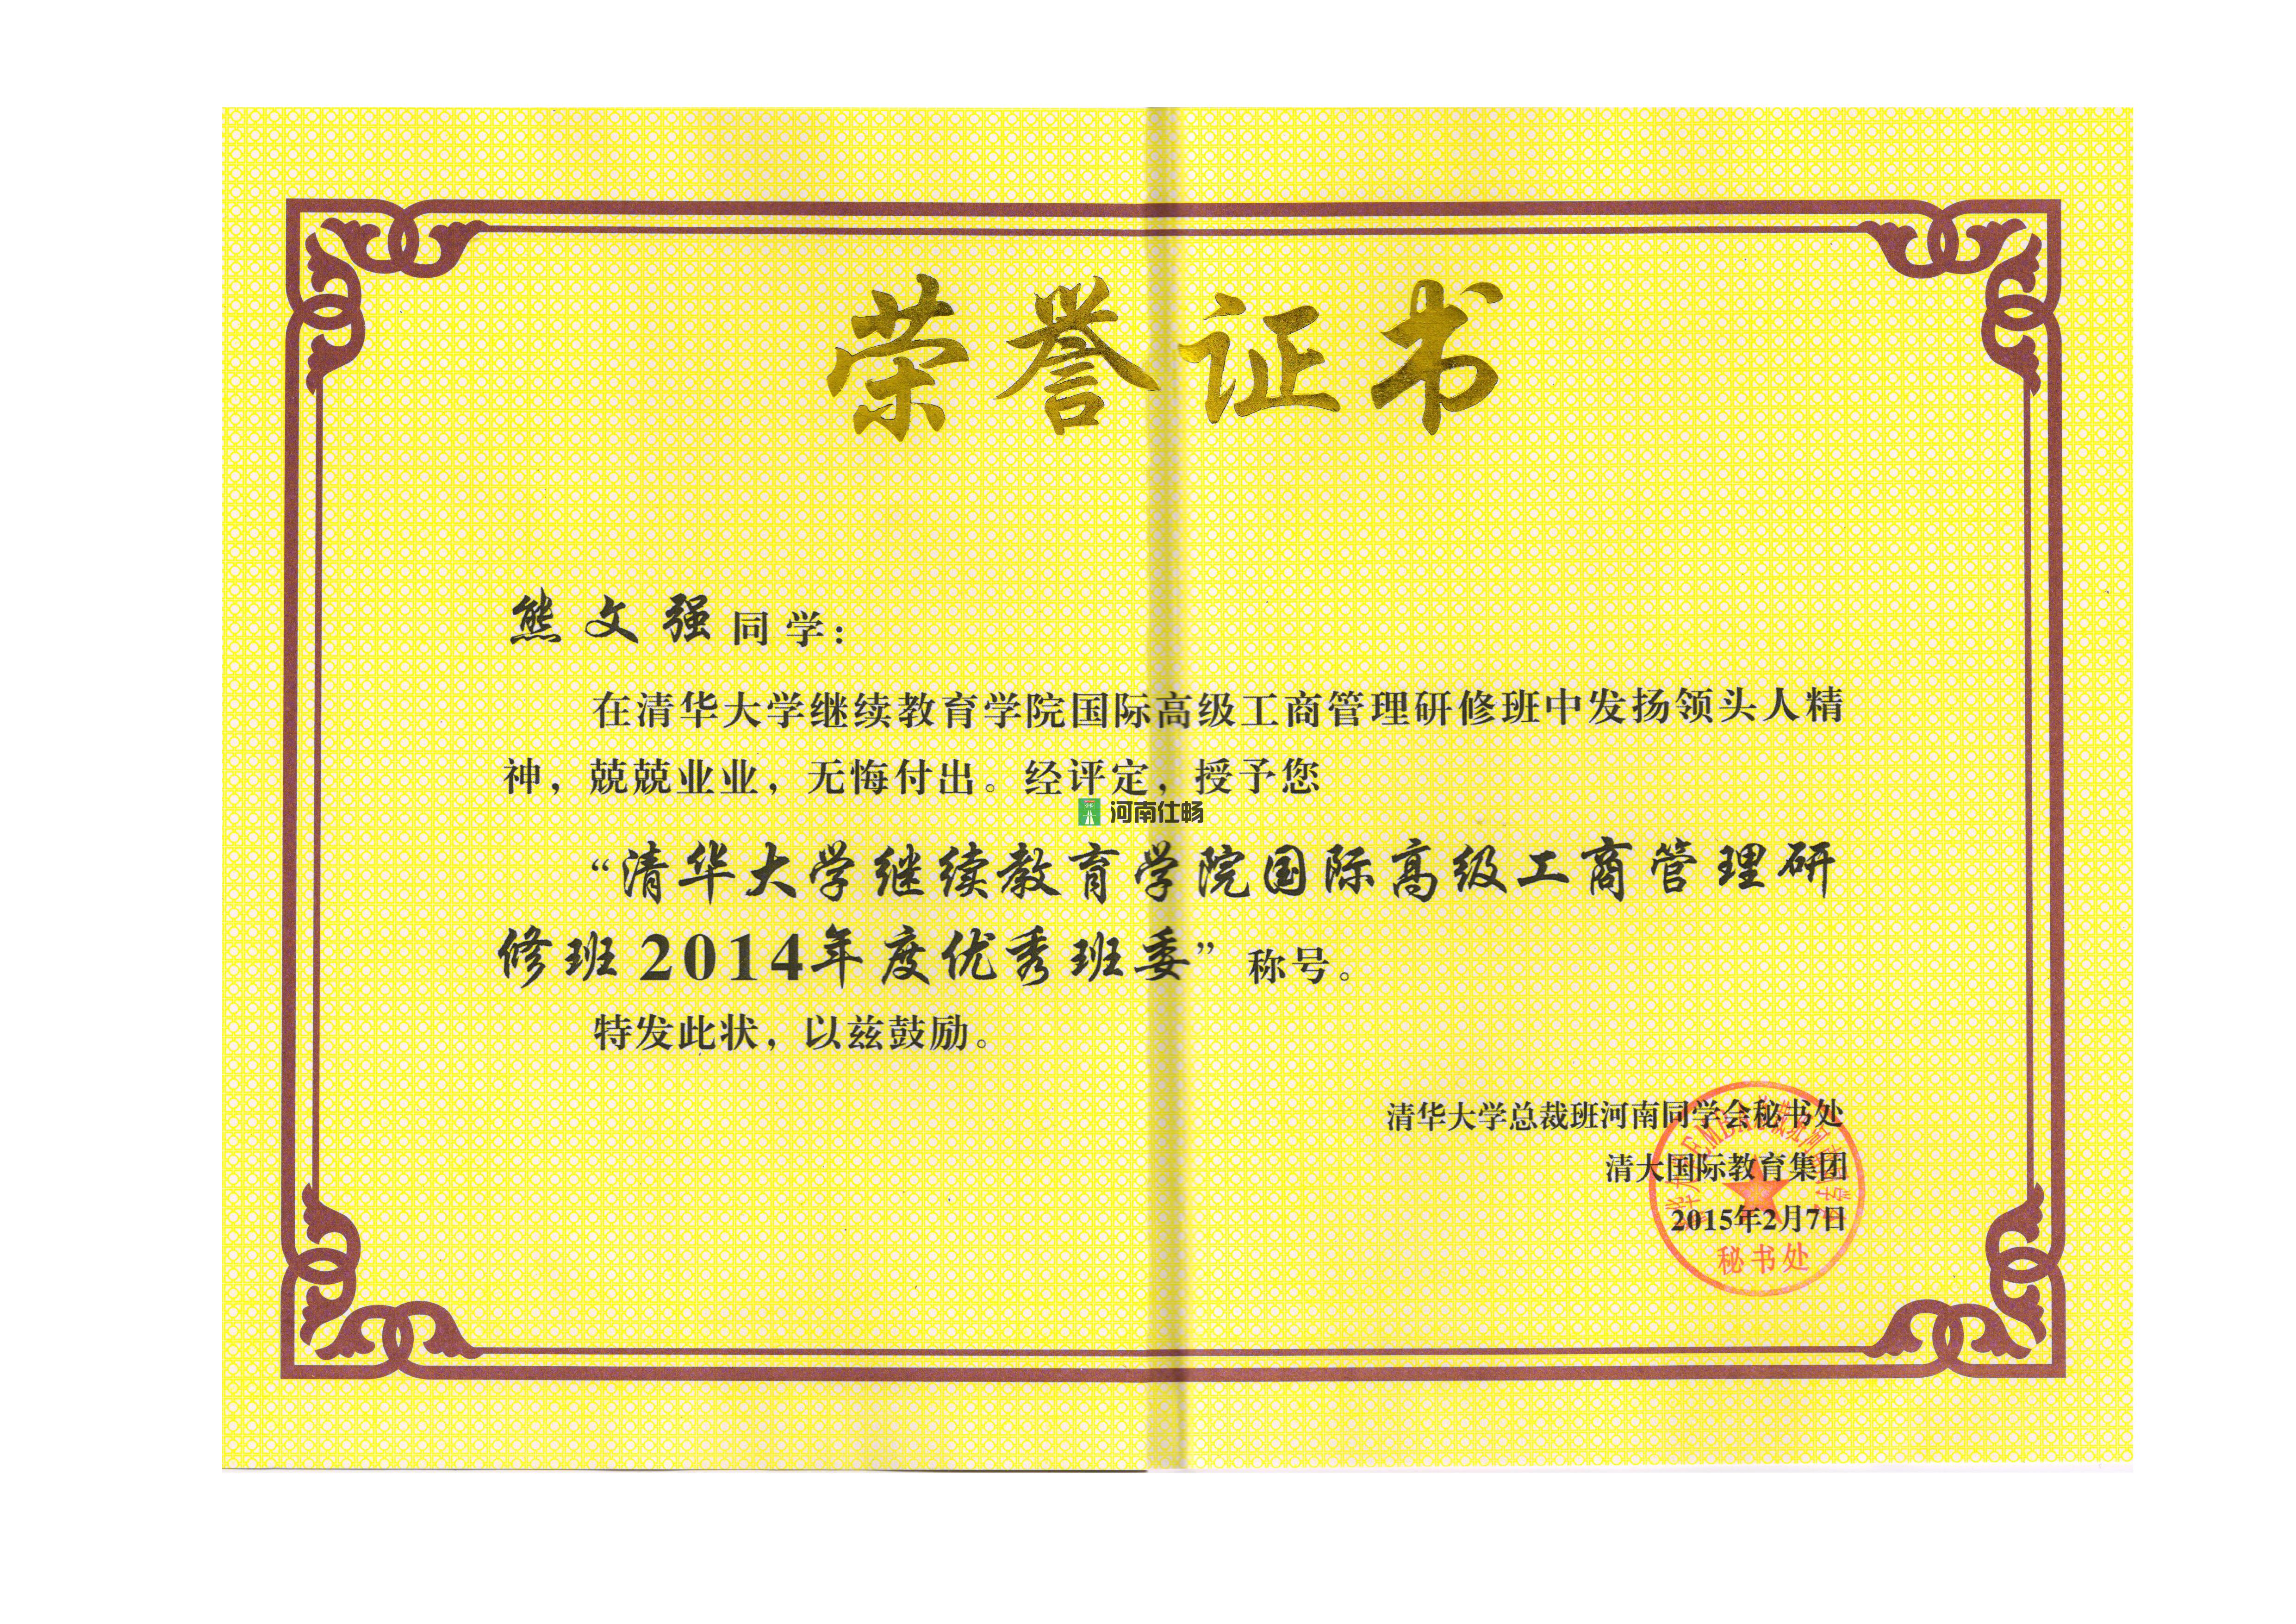 荣誉证书
熊文强同学：
在清华大学继续教育学院国际高级工商管理研修班中发扬领头人精
神，兢兢业业，无悔付出。经评定，授予您
河南仕畅
“清华大学继续教育学院国际高级工商管理研
修班2014年度优秀班委”称号。
特发此状，以兹鼓励。
清华大学总裁班河南同学会秘书处
清大国际教育集团
2015年2月7日
秘书处